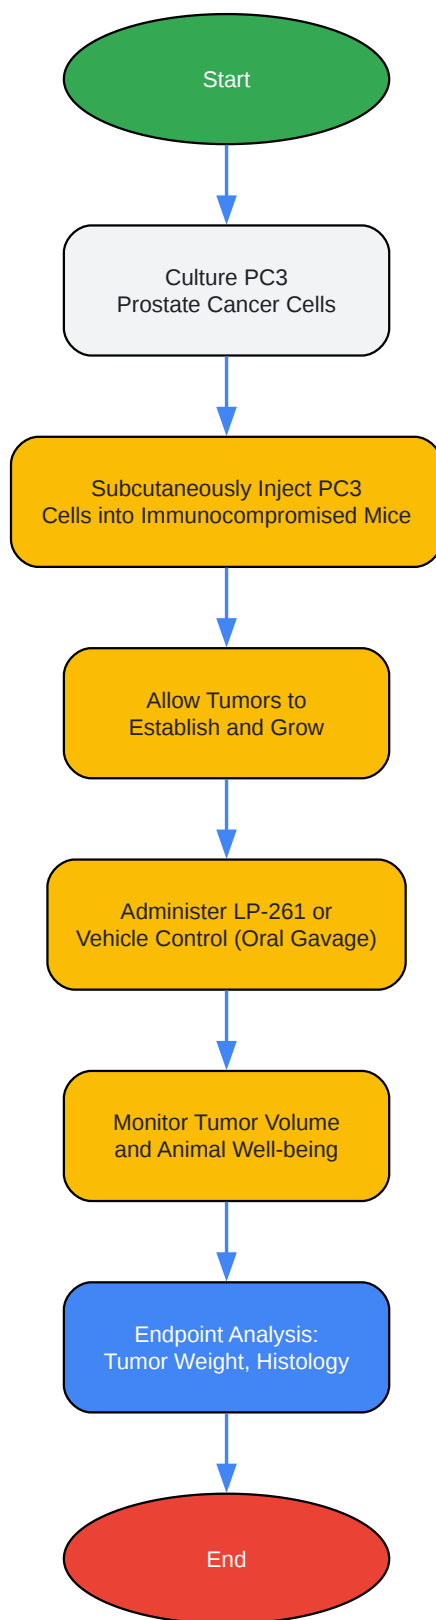 Start
Culture PC3
Prostate Cancer Cells
Subcutaneously Inject PC3
Cells into Immunocompromised Mice
Allow Tumors to
Establish and Grow
Administer LP-261 or
Vehicle Control (Oral Gavage)
Monitor Tumor Volume
and Animal Well-being
Endpoint Analysis:
Tumor Weight, Histology
End